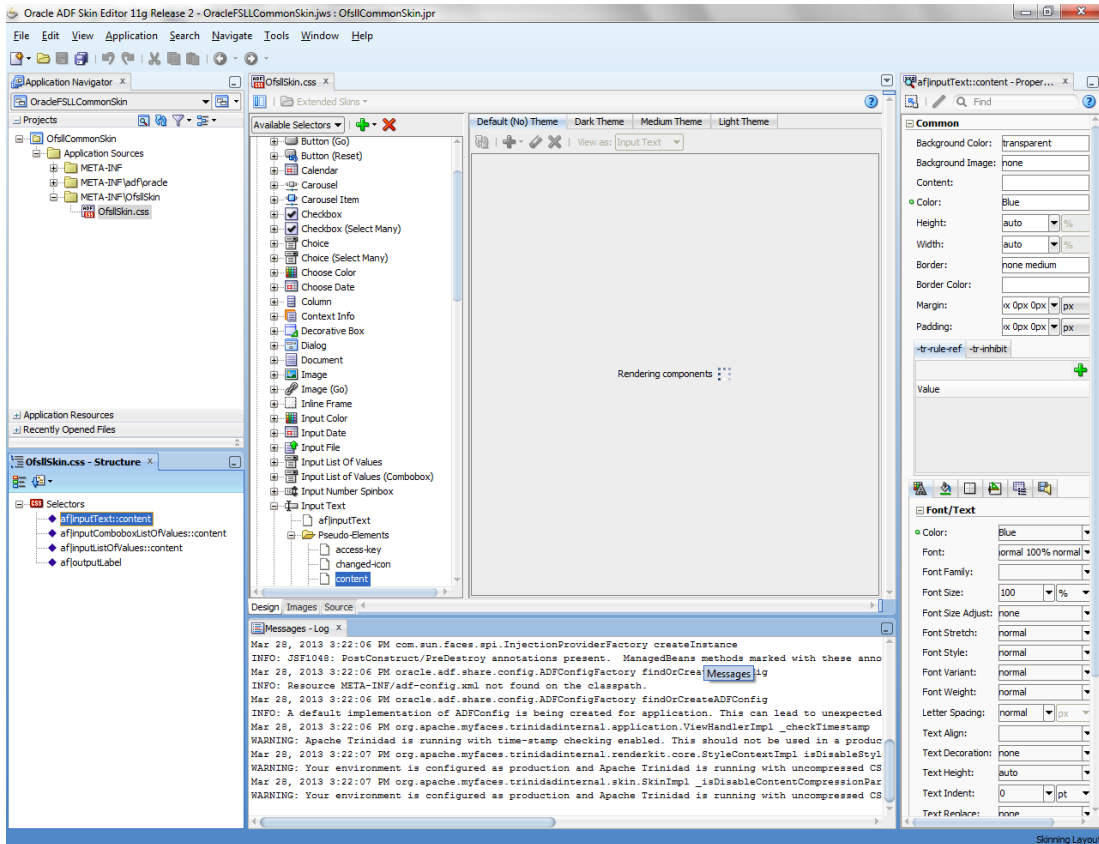 Oracle ADF Skin Editor 11g Release 2 - OracleFSLLCommonSkin.jws : OfsllCommonSkin.jpr
File Edit View Application Search Navigate Tools Window Help
Application Navigator
OracleFSLLCommonSkin
Projects
OfsllCommonSkin
Application Sources
META-INF
META-INF\adf\oracle
META-INF\OfsllSkin
OfsllSkin.css
Application Resources
Recently Opened Files
OfsllSkin.css - Structure
Selectors
af|inputText::content
af|inputComboboxListOfValues::content
af|inputListOfValues::content
af|outputLabel
OfsllSkin.css
Extended Skins
Available Selectors
Button (Go)
Button (Reset)
Calendar
Carousel
Carousel Item
Checkbox
Checkbox (Select Many)
Choice
Choice (Select Many)
Choose Color
Choose Date
Column
Context Info
Decorative Box
Dialog
Document
Image
Image (Go)
Inline Frame
Input Color
Input Date
Input File
Input List Of Values
Input List of Values (Combobox)
Input Number Spinbox
Input Text
af|inputText
Pseudo-Elements
access-key
changed-icon
content
Default (No) Theme Dark Theme Medium Theme Light Theme
View as: Input Text
Rendering components
Design Images Source
Messages - Log
Mar 28, 2013 3:22:06 PM com.sun.faces.spi.InjectionProviderFactory createInstance
INFO: JSF1048: PostConstruct/PreDestroy annotations present. ManagedBeans methods marked with these anno
Mar 28, 2013 3:22:06 PM oracle.adf.share.config.ADFConfigFactory findOrCrea ig
Messages
INFO: Resource META-INF/adf-config.xml not found on the classpath.
Mar 28, 2013 3:22:06 PM oracle.adf.share.config.ADFConfigFactory findOrCreateADFConfig
INFO: A default implementation of ADFConfig is being created for application. This can lead to unexpected
Mar 28, 2013 3:22:06 PM org.apache.myfaces.trinidadinternal.application.ViewHandlerImpl _checkTimestamp
WARNING: Apache Trinidad is running with time-stamp checking enabled. This should not be used in a produc
Mar 28, 2013 3:22:07 PM org.apache.myfaces.trinidadinternal.renderkit.core.StyleContextImpl isDisableStyl
WARNING: Your environment is configured as production and Apache Trinidad is running with uncompressed CS
Mar 28, 2013 3:22:07 PM org.apache.myfaces.trinidadinternal.skin.SkinImpl _isDisableContentCompressionPar
WARNING: Your environment is configured as production and Apache Trinidad is running with uncompressed CS
af|inputText::content - Proper...
Find
Common
Background Color: transparent
Background Image: none
Content:
Color: Blue
Height: auto %
Width: auto %
Border: none medium
Border Color:
Margin: 0px 0px px
Padding: 0px 0px px
-tr-rule-ref -tr-inhibit
Value
Font/Text
Color: Blue
Font: ormal 100% normal
Font Family:
Font Size: 100 %
Font Size Adjust: none
Font Stretch: normal
Font Style: normal
Font Variant: normal
Font Weight: normal
Letter Spacing: normal px
Text Align:
Text Decoration: none
Text Height: auto
Text Indent: 0 pt
Text Replace: none
Skinning Layou